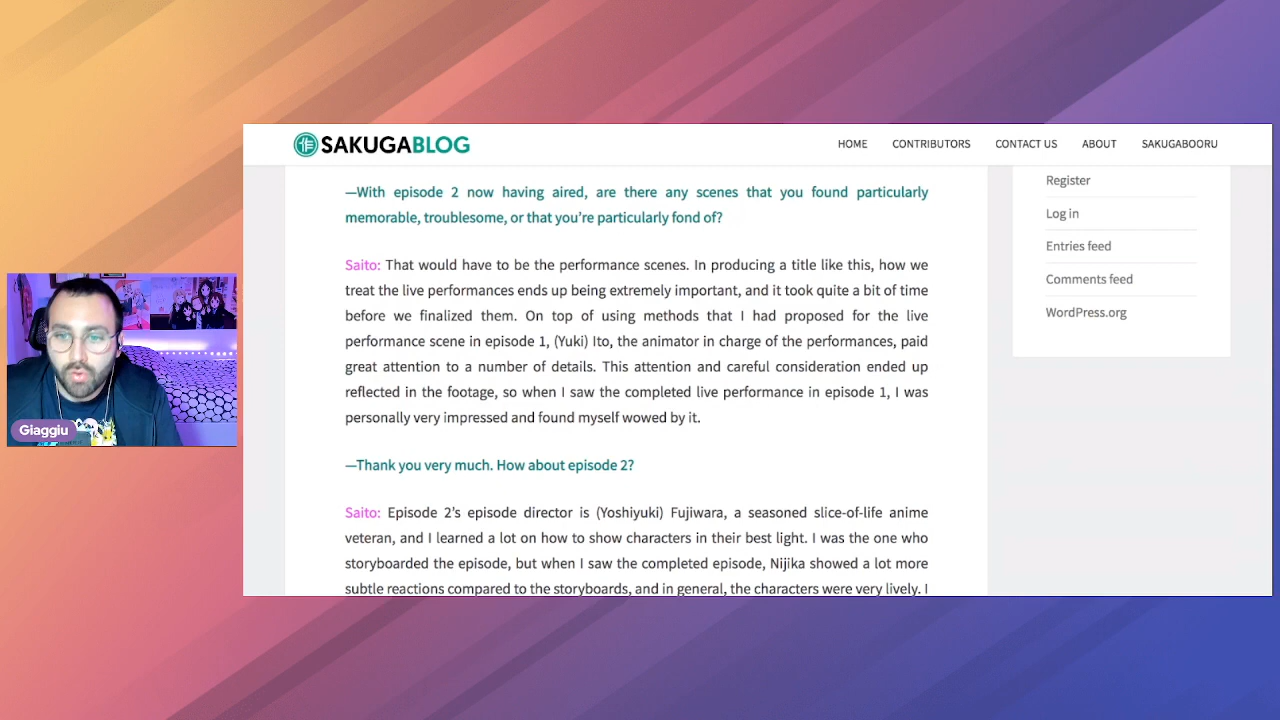 SAKUGABLOG
HOME CONTRIBUTORS CONTACT US ABOUT SAKUGABOORU
—With episode 2 now having aired, are there any scenes that you found particularly
memorable, troublesome, or that you’re particularly fond of?
Saito: That would have to be the performance scenes. In producing a title like this, how we
treat the live performances ends up being extremely important, and it took quite a bit of time
before we finalized them. On top of using methods that I had proposed for the live
performance scene in episode 1, (Yuki) Ito, the animator in charge of the performances, paid
great attention to a number of details. This attention and careful consideration ended up
reflected in the footage, so when I saw the completed live performance in episode 1, I was
personally very impressed and found myself wowed by it.
—Thank you very much. How about episode 2?
Saito: Episode 2’s episode director is (Yoshiyuki) Fujiwara, a seasoned slice-of-life anime
veteran, and I learned a lot on how to show characters in their best light. I was the one who
storyboarded the episode, but when I saw the completed episode, Nijika showed a lot more
subtle reactions compared to the storyboards, and in general, the characters were very lively. I
Register
Log in
Entries feed
Comments feed
WordPress.org
Giaggiu